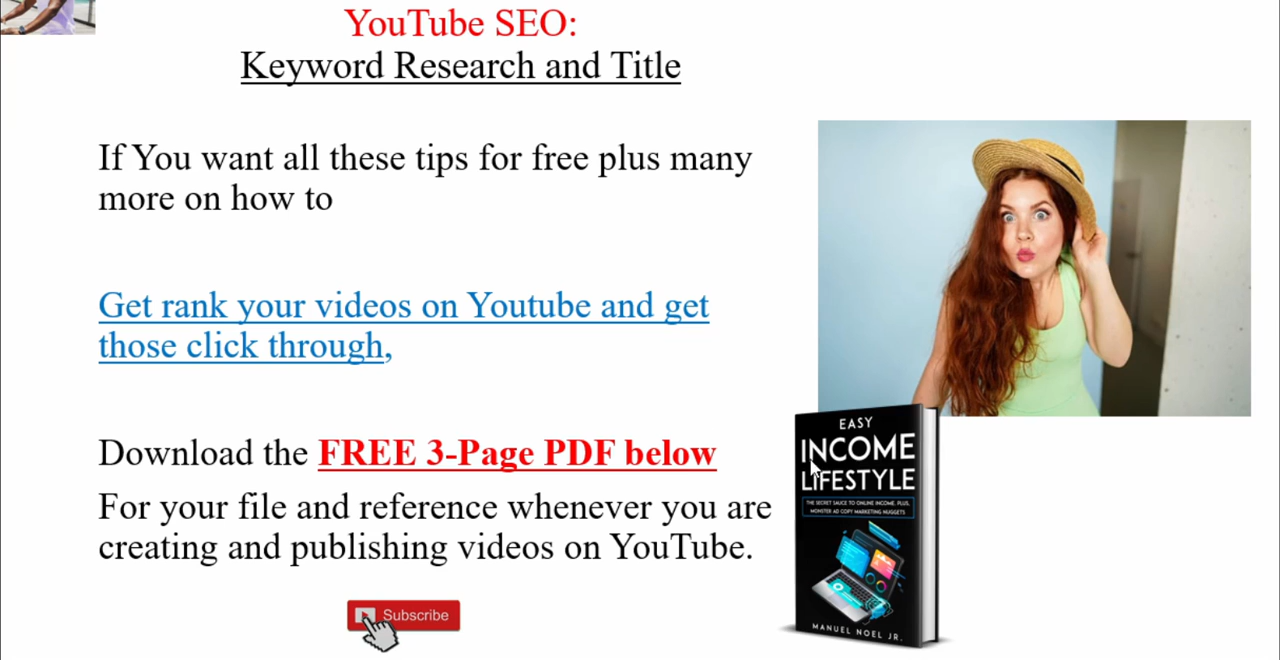 YouTube SEO:
Keyword Research and Title
If You want all these tips for free plus many
more on how to
Get rank your videos on Youtube and get
those click through,
Download the FREE 3-Page PDF below
For your file and reference whenever you are
creating and publishing videos on YouTube.
Subscribe
EASY
INCOME
LIFESTYLE
THE SECRET SAUCE TO ONLINE INCOME, PLUS,
MONSTER AD COPY MARKETING NUGGETS
MANUEL NOEL JR.